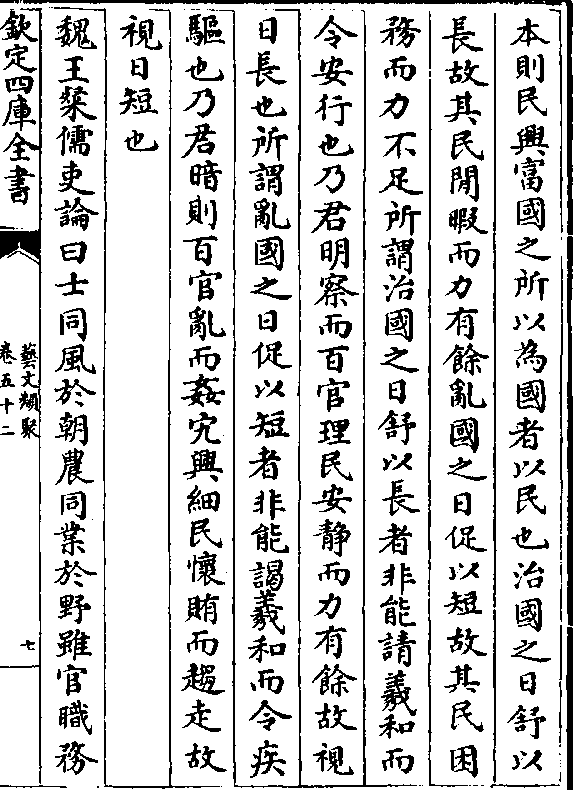 本則民興富國之所以為國者以民也治國之日舒以
長故其民閒暇而力有餘亂國之日促以短故其民困
務而力不足所謂治國之日舒以長者非能請羲和而
令安行也乃君明察而百官理民安静而力有餘故視
日長也所謂亂國之日促以短者非能謁羲和而令疾
驅也乃君暗則百官亂而姦宄興細民懷賄而趨走故
視日短也
魏王粲儒吏論曰士同風於朝農同業於野雖官職務
欽定四庫全書
藝文類聚
卷五十二
七